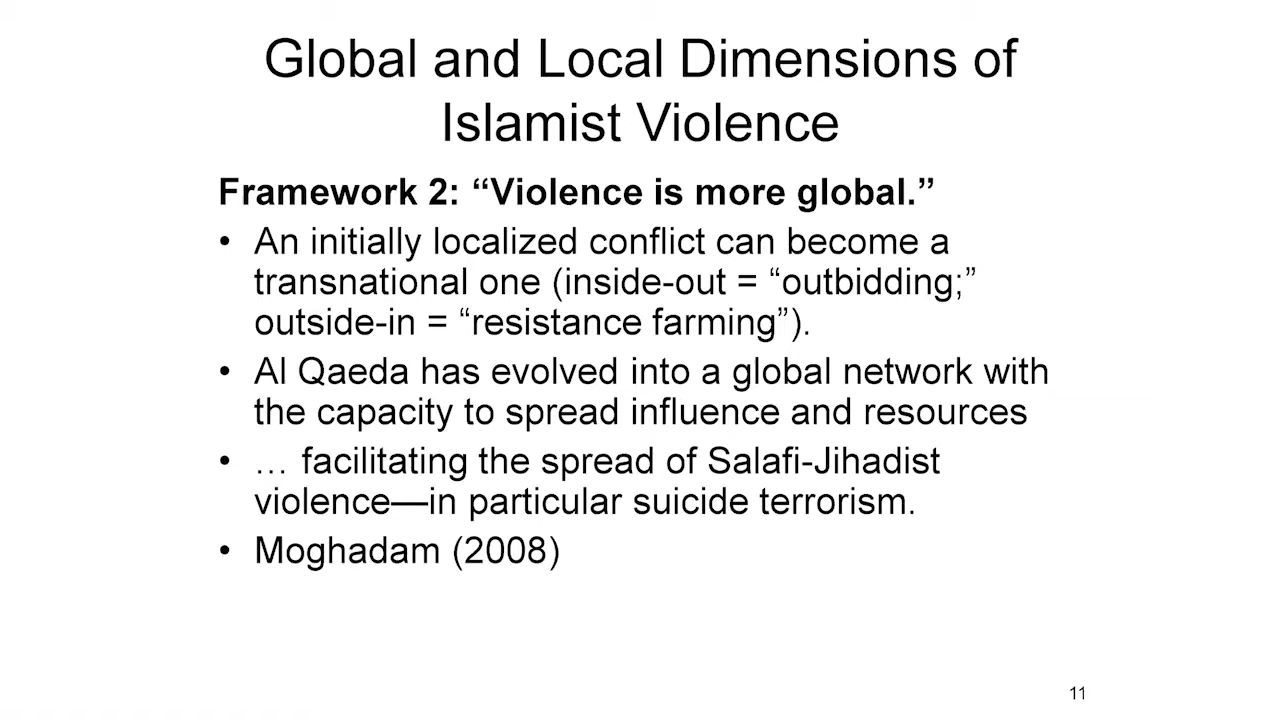 Global and Local Dimensions of
Islamist Violence
Framework 2: “Violence is more global.”
• An initially localized conflict can become a
transnational one (inside-out = “outbidding;”
outside-in = “resistance farming”).
• Al Qaeda has evolved into a global network with
the capacity to spread influence and resources
• … facilitating the spread of Salafi-Jihadist
violence—in particular suicide terrorism.
• Moghadam (2008)
11